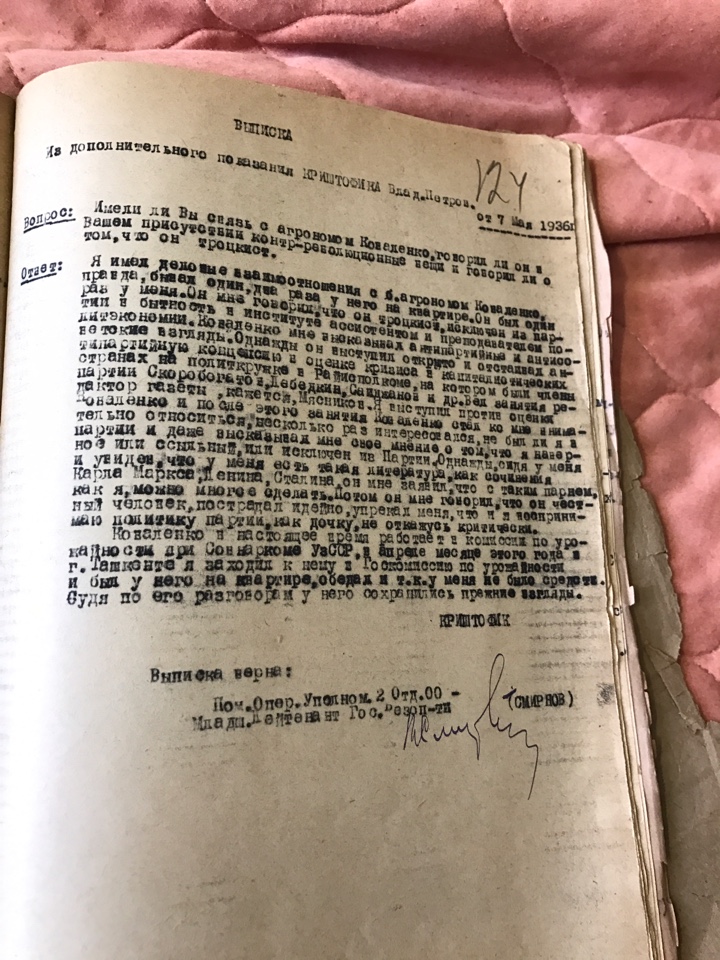 ВЫПИСКА
124
Из дополнительного показания КРИШТОФИКА Влад.Петров.
от 7 Мая 1936г
Вопрос: Имели ли Вы связь с агрономом Коваленко, говорил ли он в
Вашем присутствии контр-революционные вещи и говорил ли о
том, что он троцкист.
Ответ: Я имел деловые взаимоотношения с б.агрономом Коваленко,
правда, бывал один, два раза у него на квартире. Он был один
раз у меня. Он мне говорил, что он троцкист, исключен из пар-
тии в бытность в институте ассистентом и преподавателем по-
литэкономии. Коваленко мне высказывал антипартийные и антисо-
ветские взгляды. Однажды он выступил открыто и отстаивал ан-
типартийную концепцию в оценке кризиса в капиталистических
странах на политкружке в Райисполкоме, на котором были члены
партии Скоробогатов, Лебедкин, и др. Вел занятия ре-
дактор газеты, кажется, Мясников. Я выступил против оценки
Коваленко и после этого занятия Коваленко стал ко мне внима-
тельно относиться, несколько раз интересовался, не был ли я в
партии и даже высказывал мне свое мнение о том, что я навер-
ное или ссыльный, или исключен из Партии. Однажды, сидя у меня
и увидев, что у меня есть такая литература, как сочинения
Карла Маркса, Ленина, Сталина, он мне заявил, что с таким парнем,
как я, можно многое сделать. Потом он мне говорил, что он чест-
ный человек, пострадал идейно, упрекал меня, что я восприни-
маю политику партии, как дочку, не откажусь критически.
Коваленко в настоящее время работает в комиссии по уро-
жайности при Совнаркоме УзССР, в апреле месяце этого года в
г. Ташкенте я заходил к нему в Госкомиссию по урожайности
и был у него на квартире, обедал и т.к. у меня не было средств.
Судя по его разговорам у него сохранились прежние взгляды.
КРИШТОФИК
Выписка верна:
Пом.Опер.Уполном.2 Отд.ОО -
Младш.Лейтенант Гос.Безоп-ти
(СМИРНОВ)